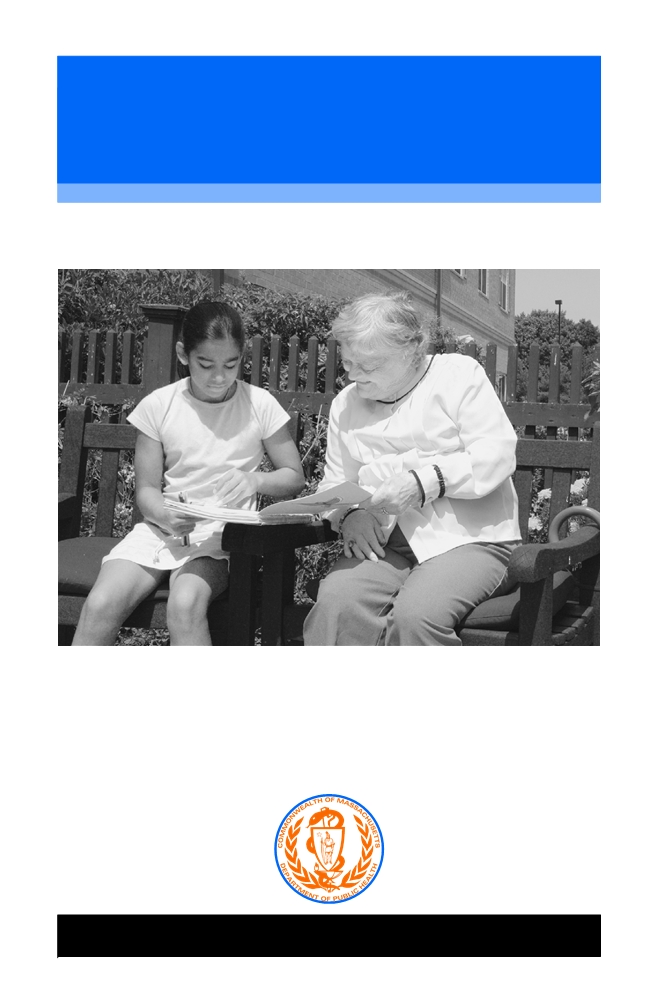 COMMONWEALTH OF MASSACHUSETTS
DEPARTMENT OF PUBLIC HEALTH